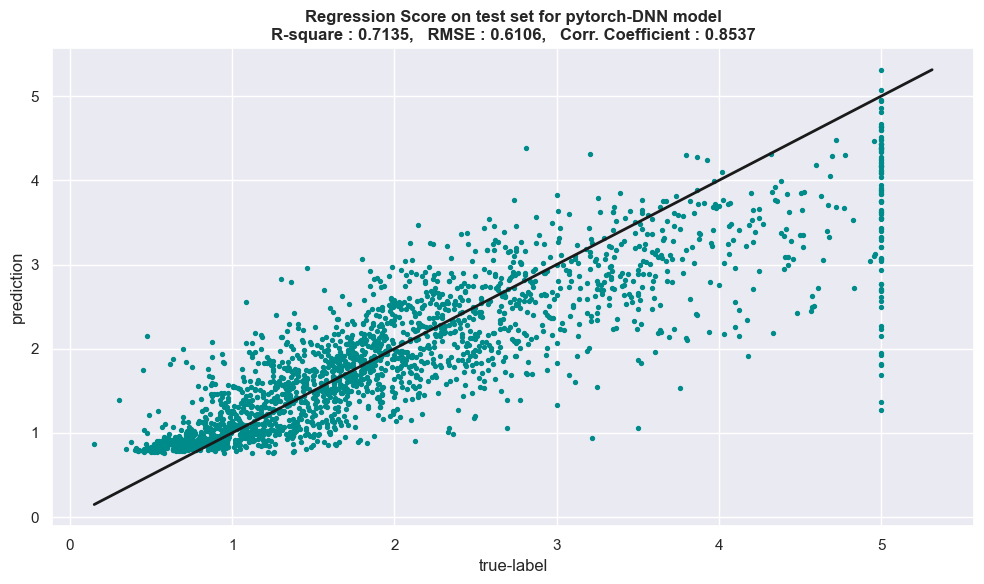 Regression Score on test set for pytorch-DNN model
R-square : 0.7135,   RMSE : 0.6106,   Corr. Coefficient : 0.8537
5
4
3
2
1
0
prediction
0 1 2 3 4 5
true-label